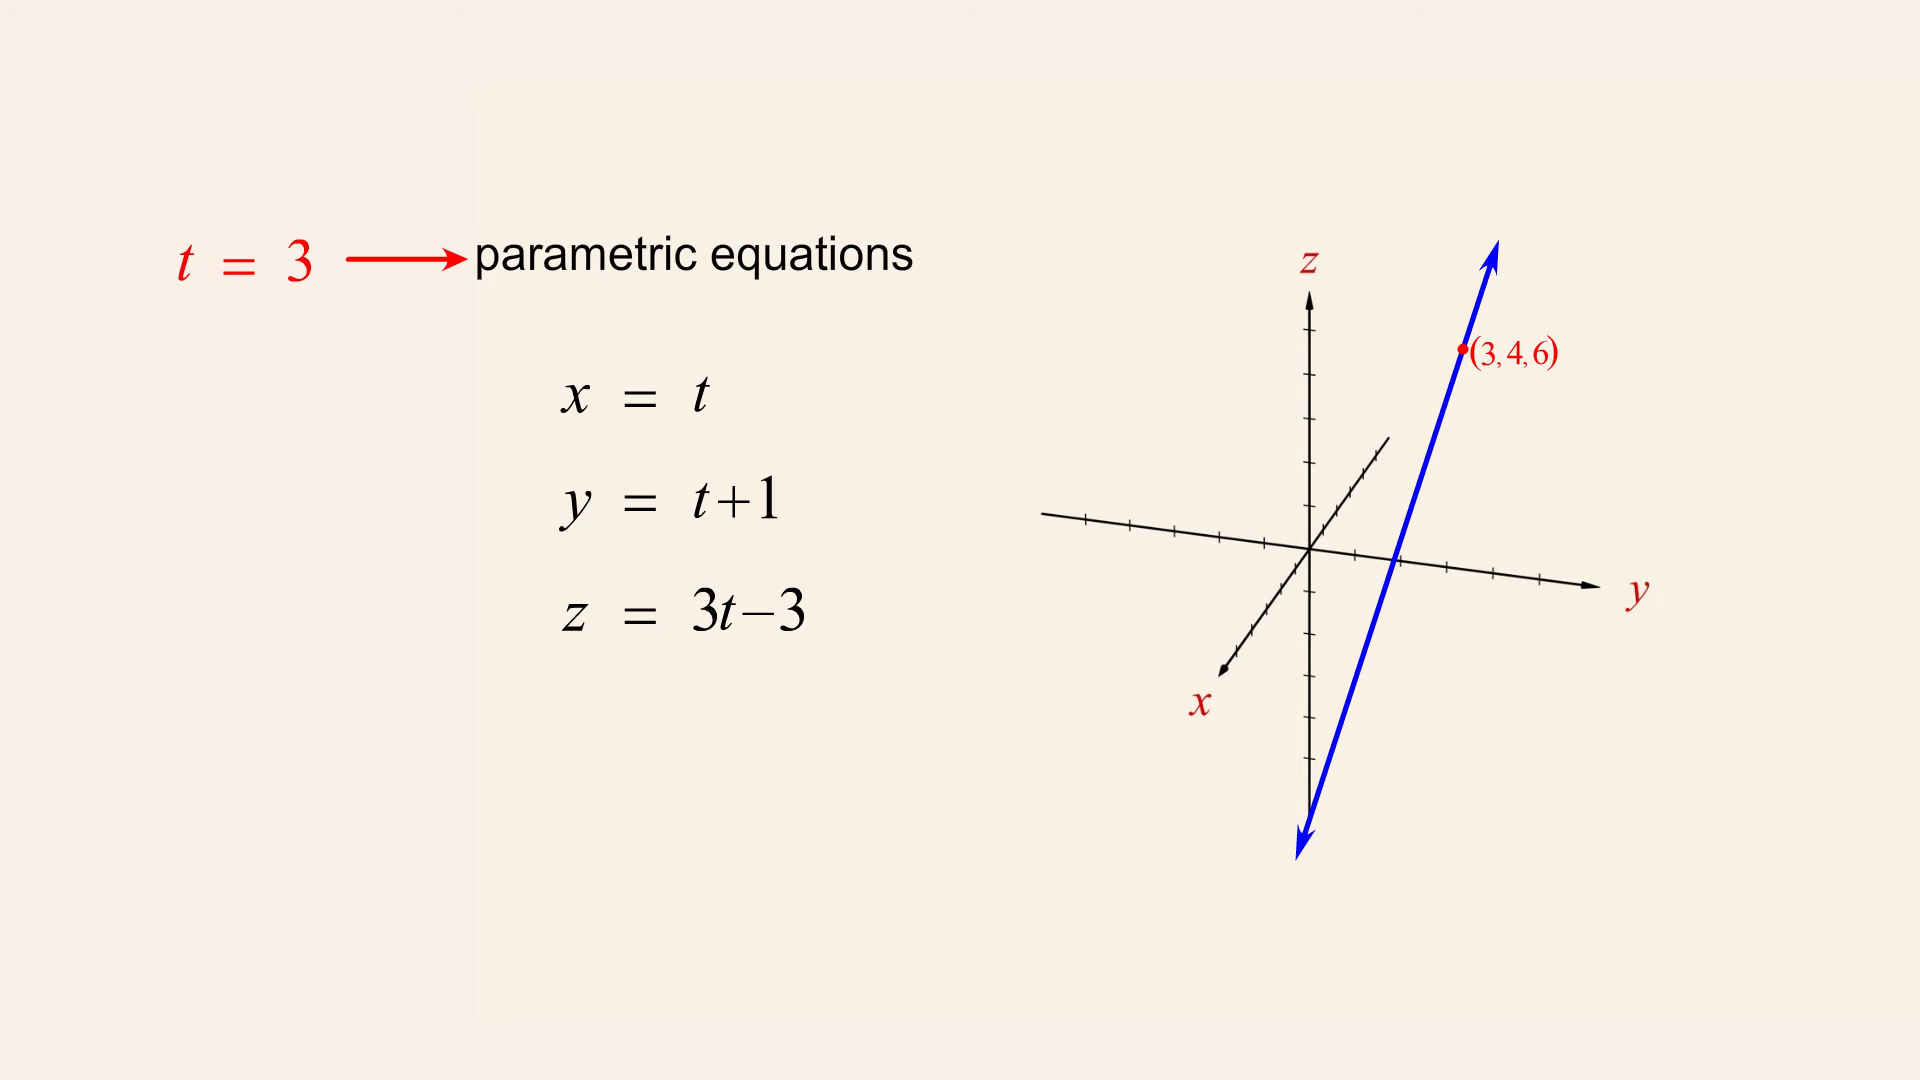 t = 3
parametric equations
x = t
y = t+1
z = 3t−3
z
(3, 4, 6)
y
x